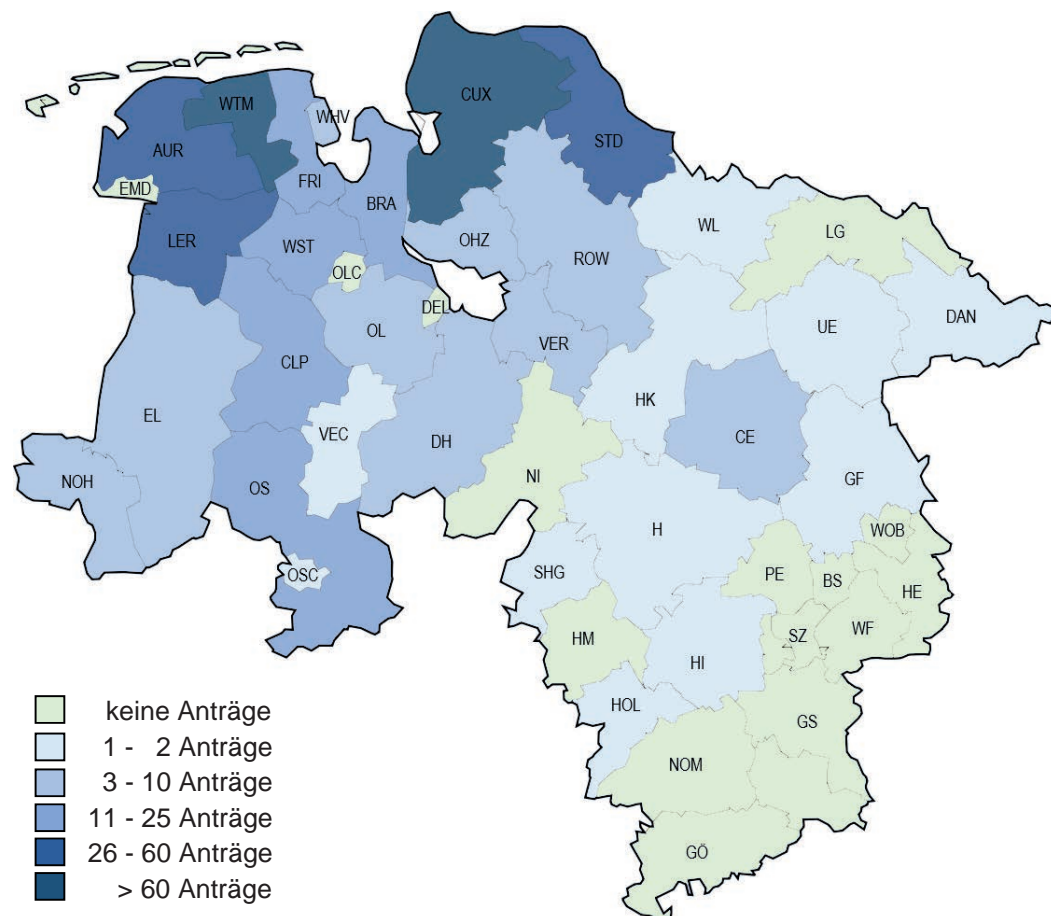 CUX
WTM
WHV
STD
AUR
FRI
EMD
BRA
WL
LG
LER
WST
OHZ
ROW
OLC
DEL
DAN
OL
UE
VER
CLP
HK
EL
VEC
DH
CE
NOH
OS
NI
GF
H
WOB
SHG
OSC
PE
BS
HE
HM
SZ
WF
HI
HOL
GS
NOM
GÖ
keine Anträge
1 - 2 Anträge
3 - 10 Anträge
11 - 25 Anträge
26 - 60 Anträge
> 60 Anträge